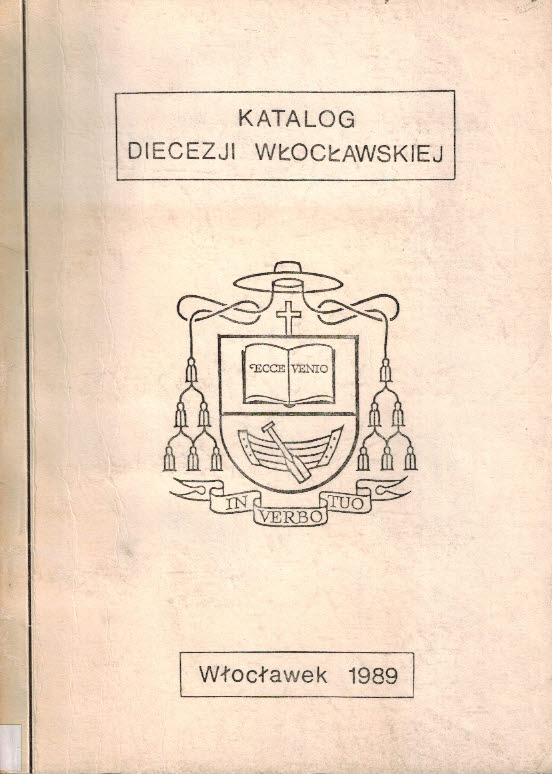 KATALOG
DIECEZJI WŁOCŁAWSKIEJ
ECCE VENIO
IN VERBO TUO
Włocławek 1989